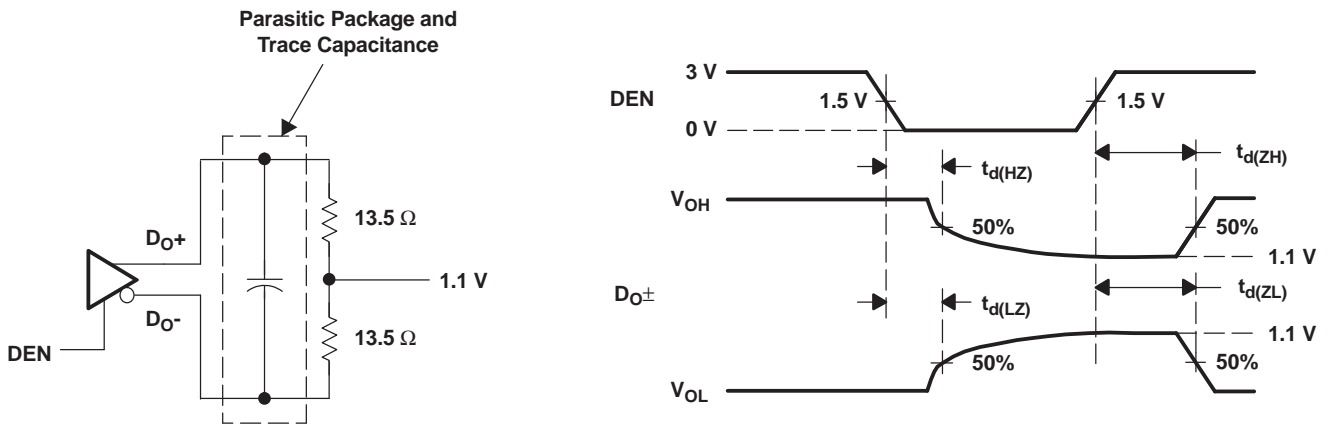 Parasitic Package and
Trace Capacitance
DO+
DO-
DEN
13.5 Ω
1.1 V
13.5 Ω
DEN
3 V
1.5 V
1.5 V
0 V
td(HZ)
td(ZH)
VOH
50%
50%
1.1 V
DO±
td(LZ)
td(ZL)
1.1 V
50%
50%
VOL